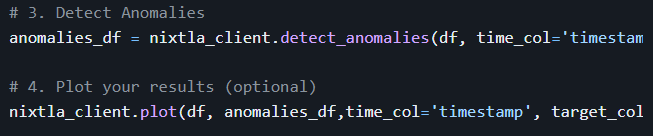 # 3. Detect Anomalies
anomalies_df = nixtla_client.detect_anomalies(df, time_col='timestam
# 4. Plot your results (optional)
nixtla_client.plot(df, anomalies_df,time_col='timestamp', target_col